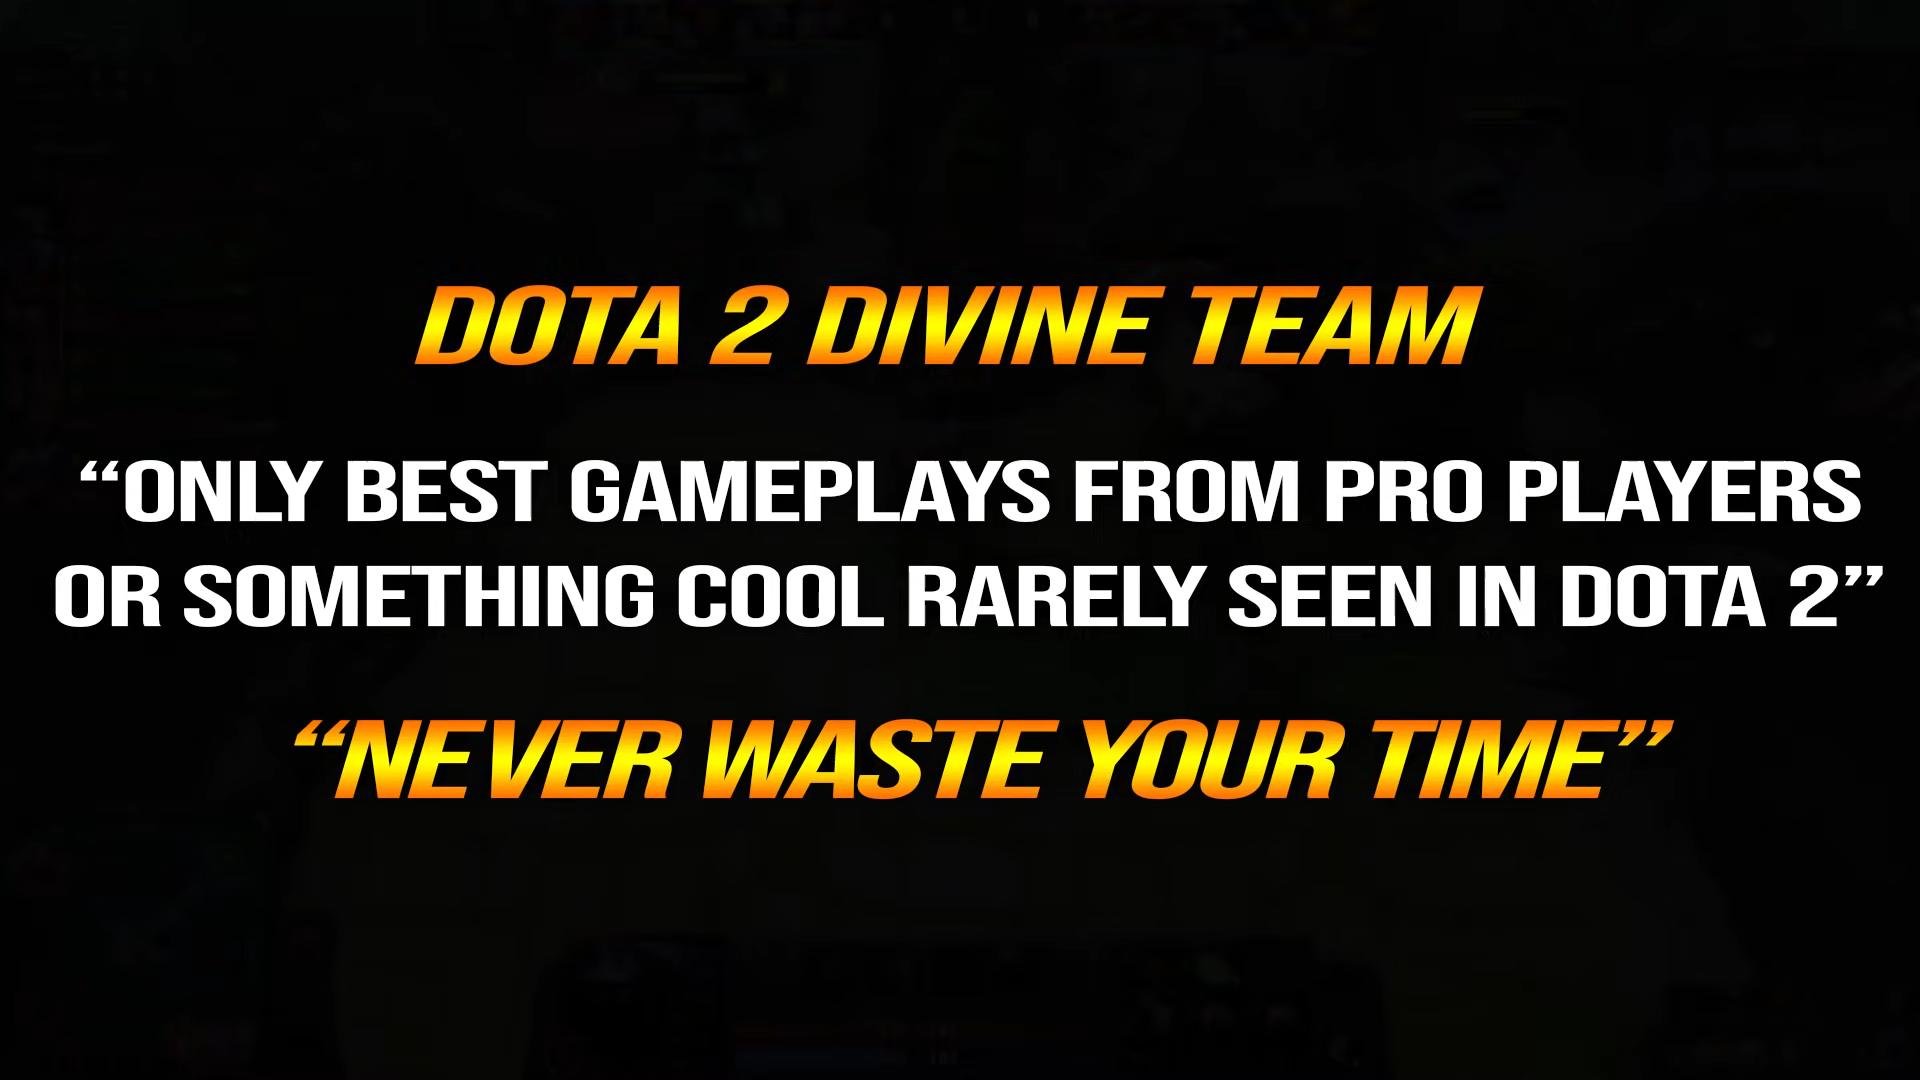 DOTA 2 DIVINE TEAM
“ONLY BEST GAMEPLAYS FROM PRO PLAYERS
OR SOMETHING COOL RARELY SEEN IN DOTA 2”
“NEVER WASTE YOUR TIME”